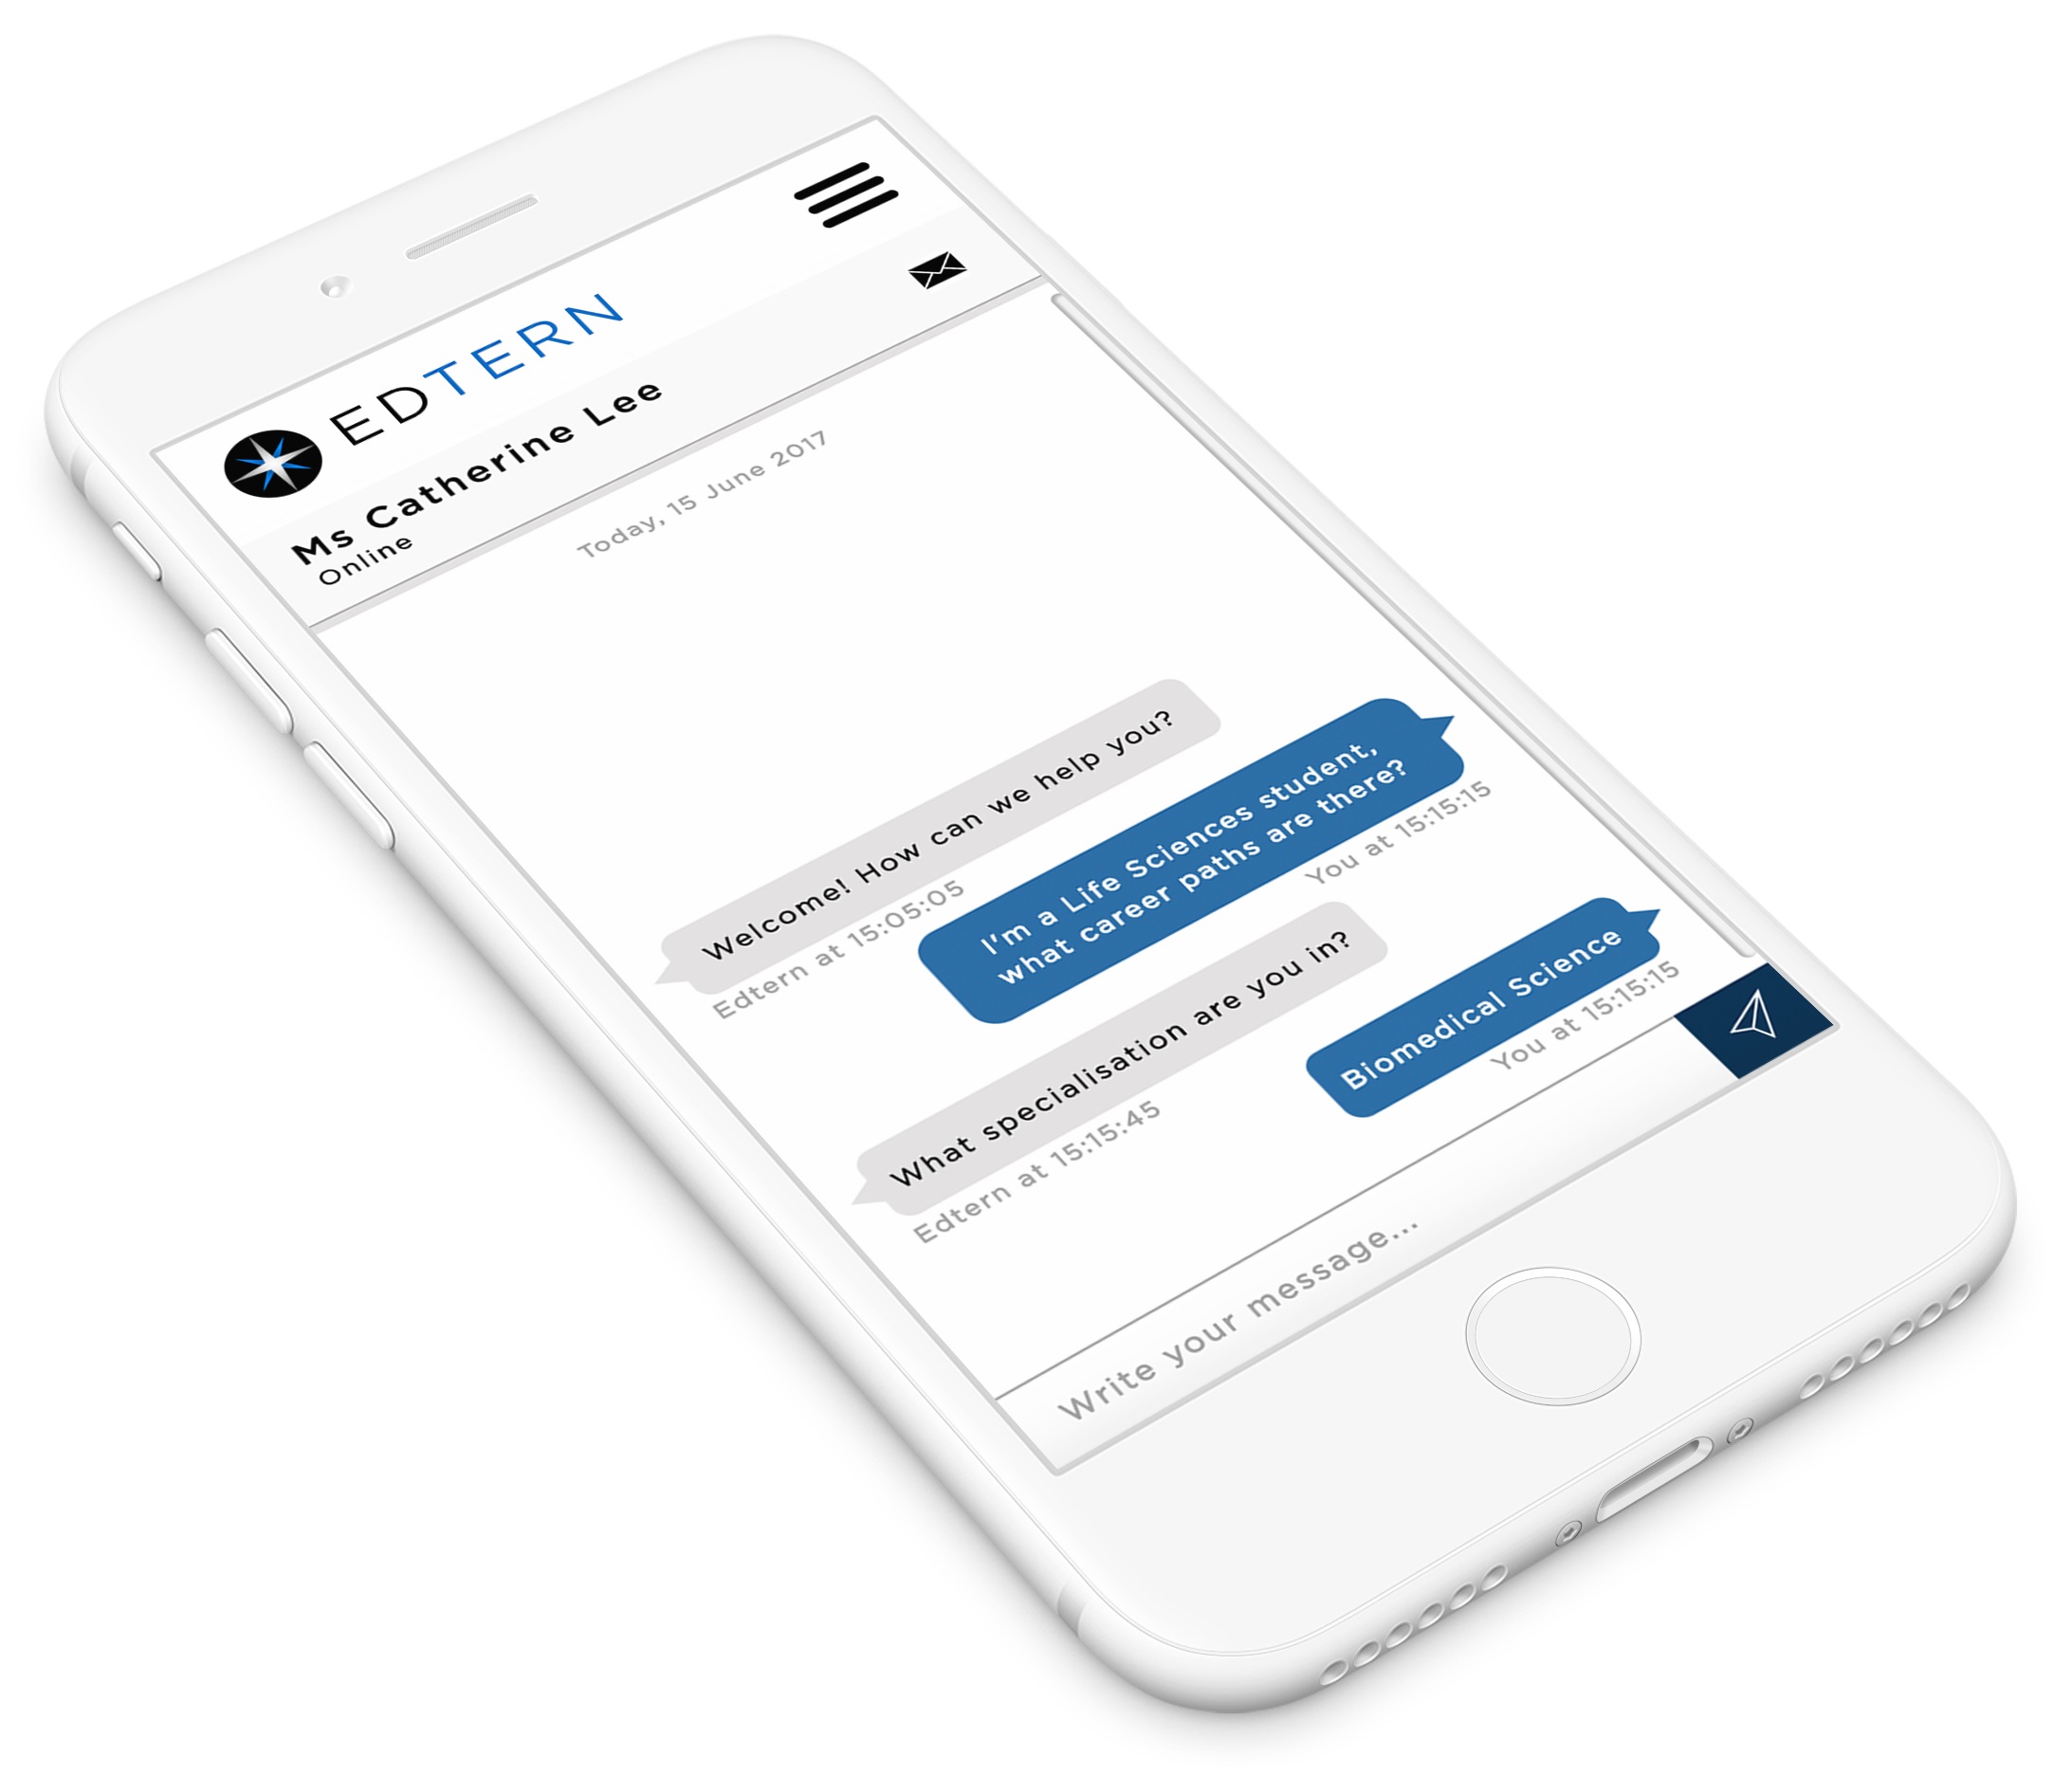 EDTERN
Ms Catherine Lee
Online
Today, 15 June 2017
Welcome! How can we help you?
Edtern at 15:05:05
I'm a Life Sciences student,
what career paths are there?
You at 15:15:15
What specialisation are you in?
Edtern at 15:15:45
Biomedical Science
You at 15:15:15
Write your message...